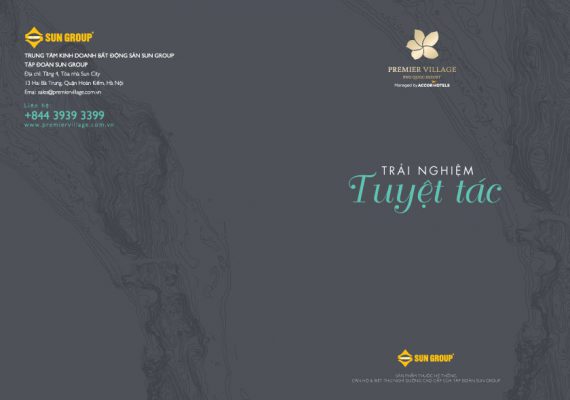 SUN GROUP
TRUNG TÂM KINH DOANH BẤT ĐỘNG SẢN SUN GROUP
TẬP ĐOÀN SUN GROUP
Địa chỉ: Tầng 4, Tòa nhà Sun City
13 Hai Bà Trưng, Quận Hoàn Kiếm, Hà Nội
Emai: sales@premiervillage.com.vn
Liên hệ:
+844 3939 3399
www.premiervillage.com.vn
PREMIER VILLAGE
PHU QUOC RESORT
Managed by ACCORHOTELS
TRẢI NGHIỆM
Tuyệt tác
SUN GROUP
SẢN PHẨM THUỘC HỆ THỐNG
CĂN HỘ & BIỆT THỰ NGHỈ DƯỠNG CAO CẤP CỦA TẬP ĐOÀN SUN GROUP